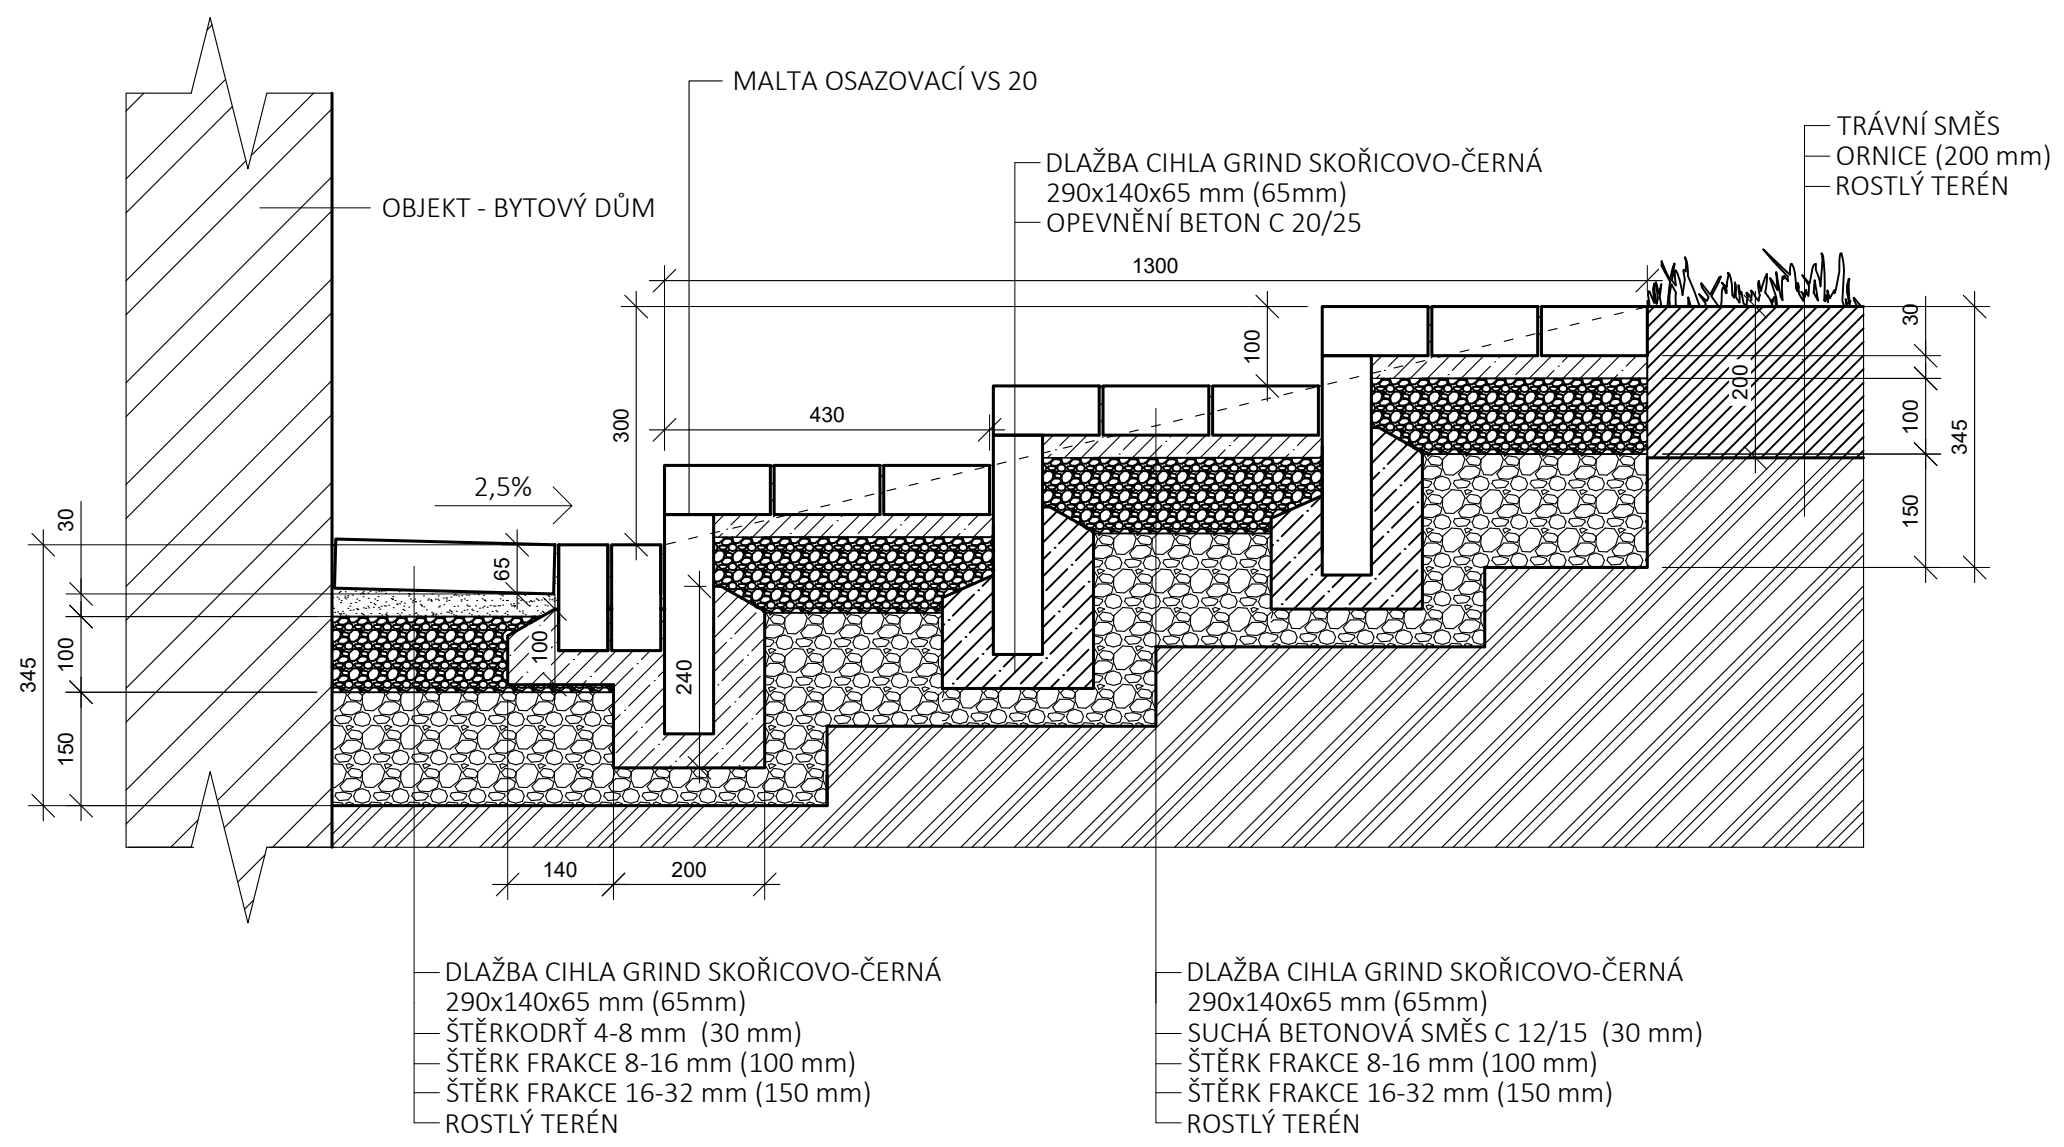 MALTA OSAZOVACÍ VS 20
TRÁVNÍ SMĚS
ORNICE (200 mm)
ROSTLÝ TERÉN
DLAŽBA CIHLA GRIND SKOŘICOVO-ČERNÁ
290x140x65 mm (65mm)
OPEVNĚNÍ BETON C 20/25
OBJEKT - BYTOVÝ DŮM
1300
300
100
430
30
200
100
345
150
2,5%
30
65
100
345
150
100
240
140
200
DLAŽBA CIHLA GRIND SKOŘICOVO-ČERNÁ
290x140x65 mm (65mm)
ŠTĚRKODRŤ 4-8 mm (30 mm)
ŠTĚRK FRAKCE 8-16 mm (100 mm)
ŠTĚRK FRAKCE 16-32 mm (150 mm)
ROSTLÝ TERÉN
DLAŽBA CIHLA GRIND SKOŘICOVO-ČERNÁ
290x140x65 mm (65mm)
SUCHÁ BETONOVÁ SMĚS C 12/15 (30 mm)
ŠTĚRK FRAKCE 8-16 mm (100 mm)
ŠTĚRK FRAKCE 16-32 mm (150 mm)
ROSTLÝ TERÉN